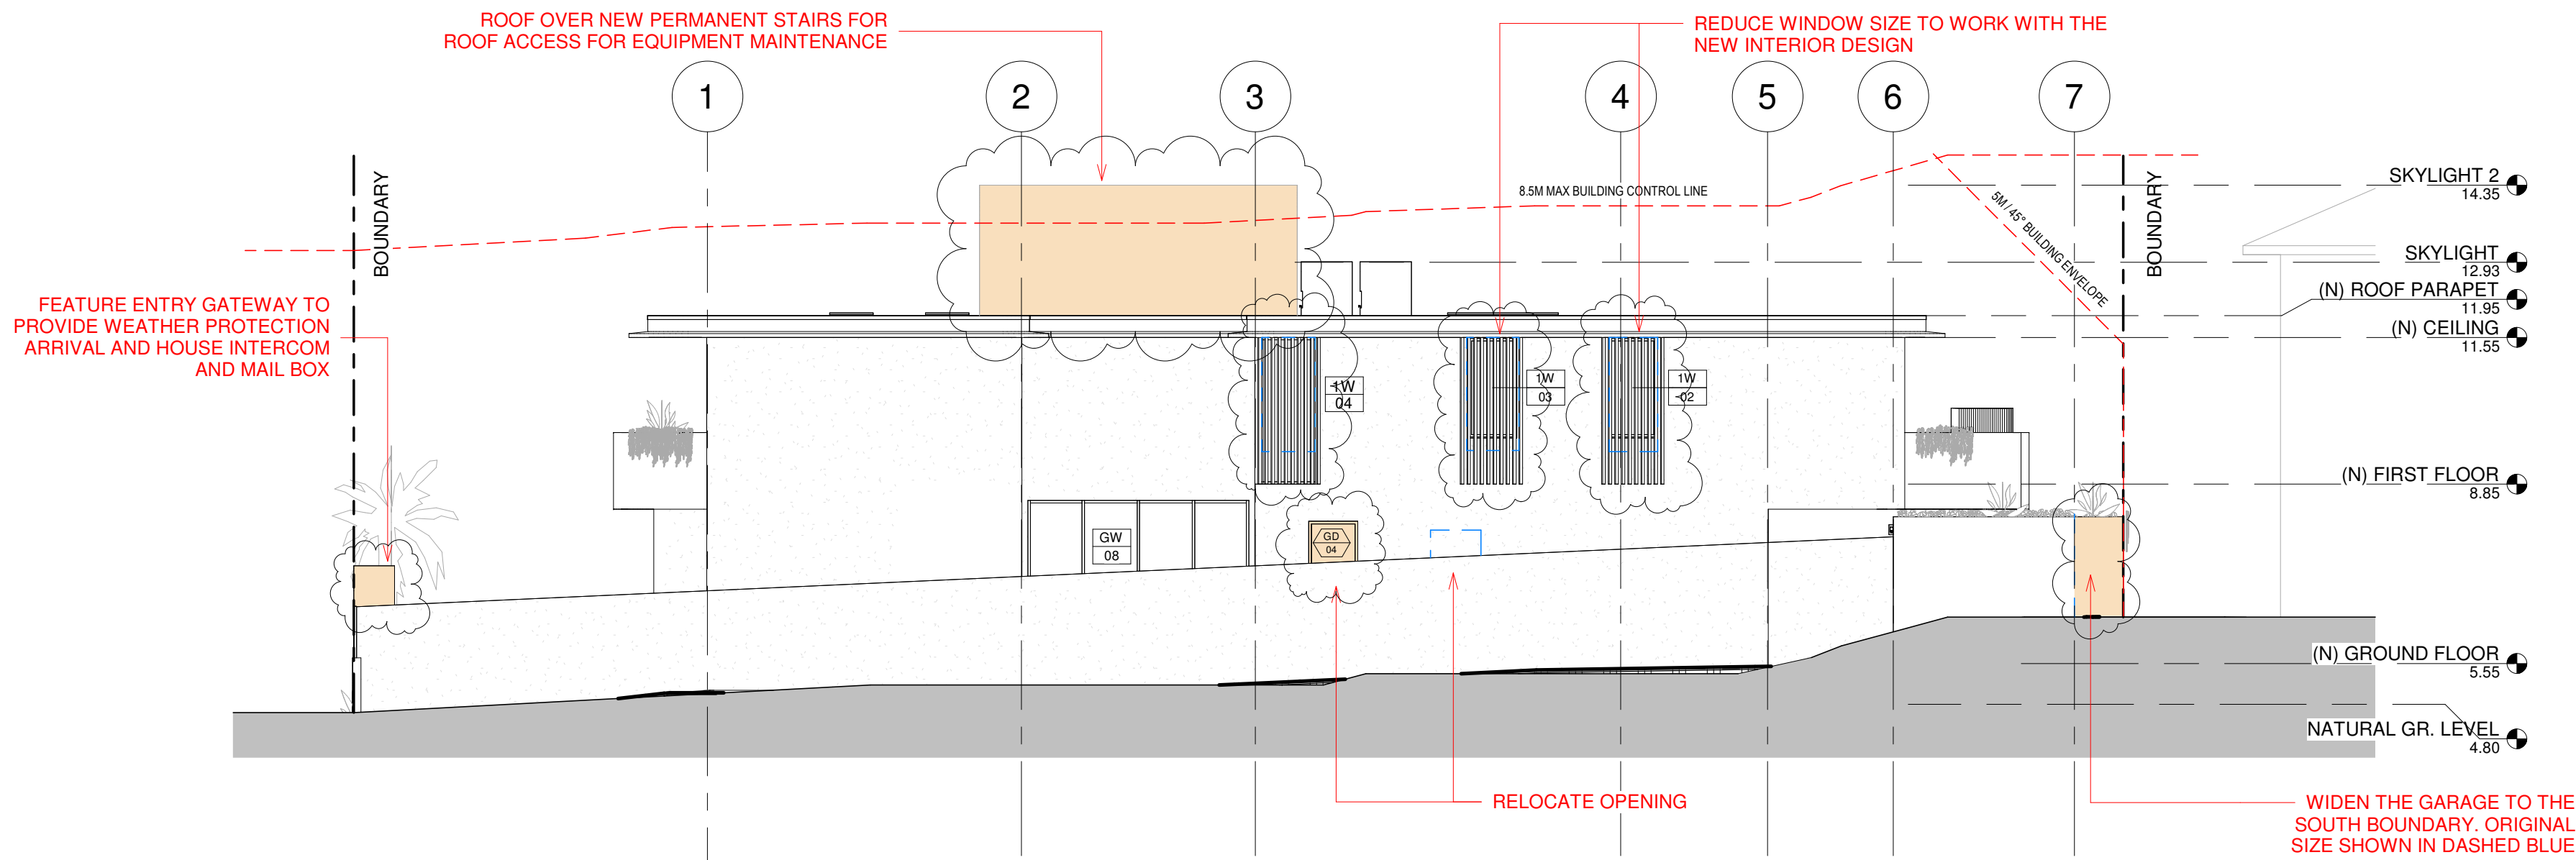 ROOF OVER NEW PERMANENT STAIRS FOR
ROOF ACCESS FOR EQUIPMENT MAINTENANCE
REDUCE WINDOW SIZE TO WORK WITH THE
NEW INTERIOR DESIGN
1
2
3
4
5
6
7
BOUNDARY
8.5M MAX BUILDING CONTROL LINE
5M / 45° BUILDING ENVELOPE
BOUNDARY
SKYLIGHT 2
14.35
SKYLIGHT
12.93
(N) ROOF PARAPET
11.95
(N) CEILING
11.55
FEATURE ENTRY GATEWAY TO
PROVIDE WEATHER PROTECTION
ARRIVAL AND HOUSE INTERCOM
AND MAIL BOX
1W
04
1W
03
1W
02
(N) FIRST FLOOR
8.85
GW
08
GD
04
(N) GROUND FLOOR
5.55
NATURAL GR. LEVEL
4.80
RELOCATE OPENING
WIDEN THE GARAGE TO THE
SOUTH BOUNDARY. ORIGINAL
SIZE SHOWN IN DASHED BLUE